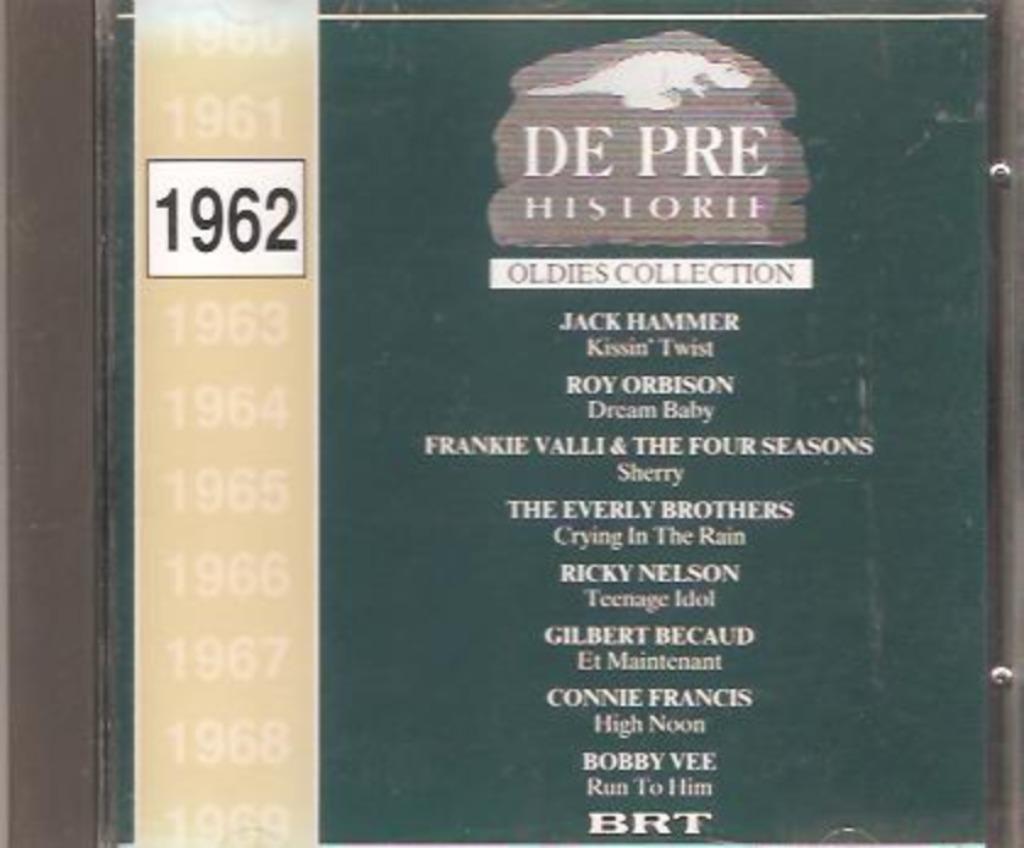 1960
1961
1962
1963
1964
1965
1966
1967
1968
1969
DE PRE
HISTORIE
OLDIES COLLECTION
JACK HAMMER
Kissin' Twist
ROY ORBISON
Dream Baby
FRANKIE VALLI & THE FOUR SEASONS
Sherry
THE EVERLY BROTHERS
Crying In The Rain
RICKY NELSON
Teenage Idol
GILBERT BECAUD
Et Maintenant
CONNIE FRANCIS
High Noon
BOBBY VEE
Run To Him
BRT